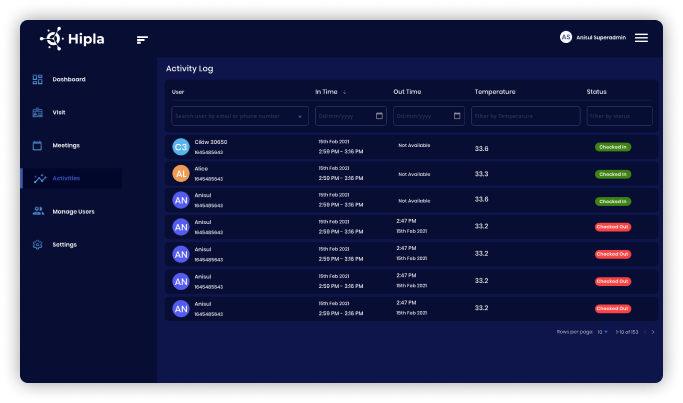 Hipla
AS Anisul Superadmin
Activity Log
Dashboard
Visit
Meetings
Activities
Manage Users
Settings
User In Time ↓ Out Time Temperature Status
Search user by email or phone number Dd/mm/yyyy Dd/mm/yyyy Filter by Temperature Filter by status
C3 Cikiw 30650 15th Feb 2021 Not Available 33.6 Checked In
1645485643 2:59 PM - 3:16 PM
AL Alice 15th Feb 2021 Not Available 33.3 Checked In
1645485643 2:59 PM - 3:16 PM
AN Anisul 15th Feb 2021 Not Available 33.6 Checked In
1645485643 2:59 PM - 3:16 PM
AN Anisul 15th Feb 2021 2:47 PM 33.2 Checked Out
1645485643 2:59 PM - 3:16 PM 15th Feb 2021
AN Anisul 15th Feb 2021 2:47 PM 33.2 Checked Out
1645485643 2:59 PM - 3:16 PM 15th Feb 2021
AN Anisul 15th Feb 2021 2:47 PM 33.2 Checked Out
1645485643 2:59 PM - 3:16 PM 15th Feb 2021
AN Anisul 15th Feb 2021 2:47 PM 33.2 Checked Out
1645485643 2:59 PM - 3:16 PM 15th Feb 2021
Rows per page: 10 1-10 of 153 < >